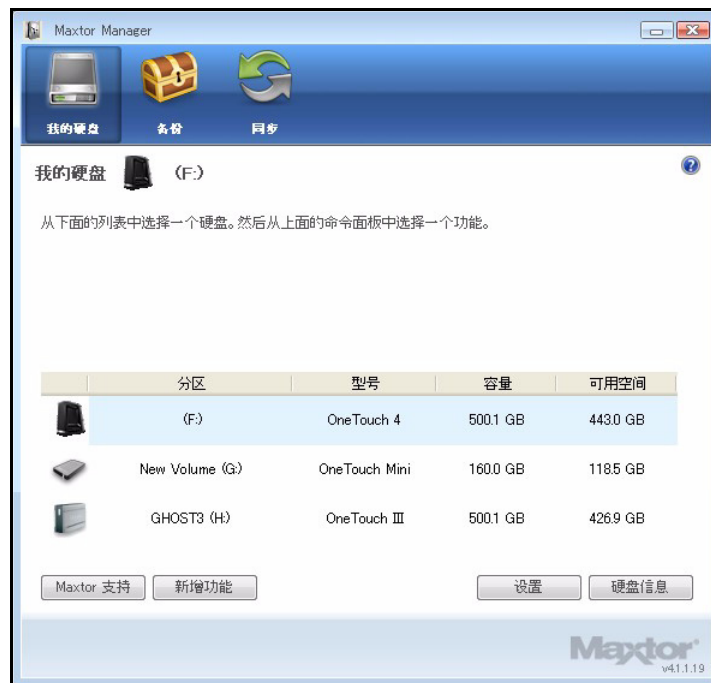 Maxtor Manager
我的硬盘 备份 同步
我的硬盘 (F:)
从下面的列表中选择一个硬盘。然后从上面的命令面板中选择一个功能。
分区 型号 容量 可用空间
(F:) OneTouch 4 500.1 GB 443.0 GB
New Volume (G:) OneTouch Mini 160.0 GB 118.5 GB
GHOST3 (H:) OneTouch III 500.1 GB 426.9 GB
Maxtor 支持 新增功能 设置 硬盘信息
Maxtor
v4.1.1.19